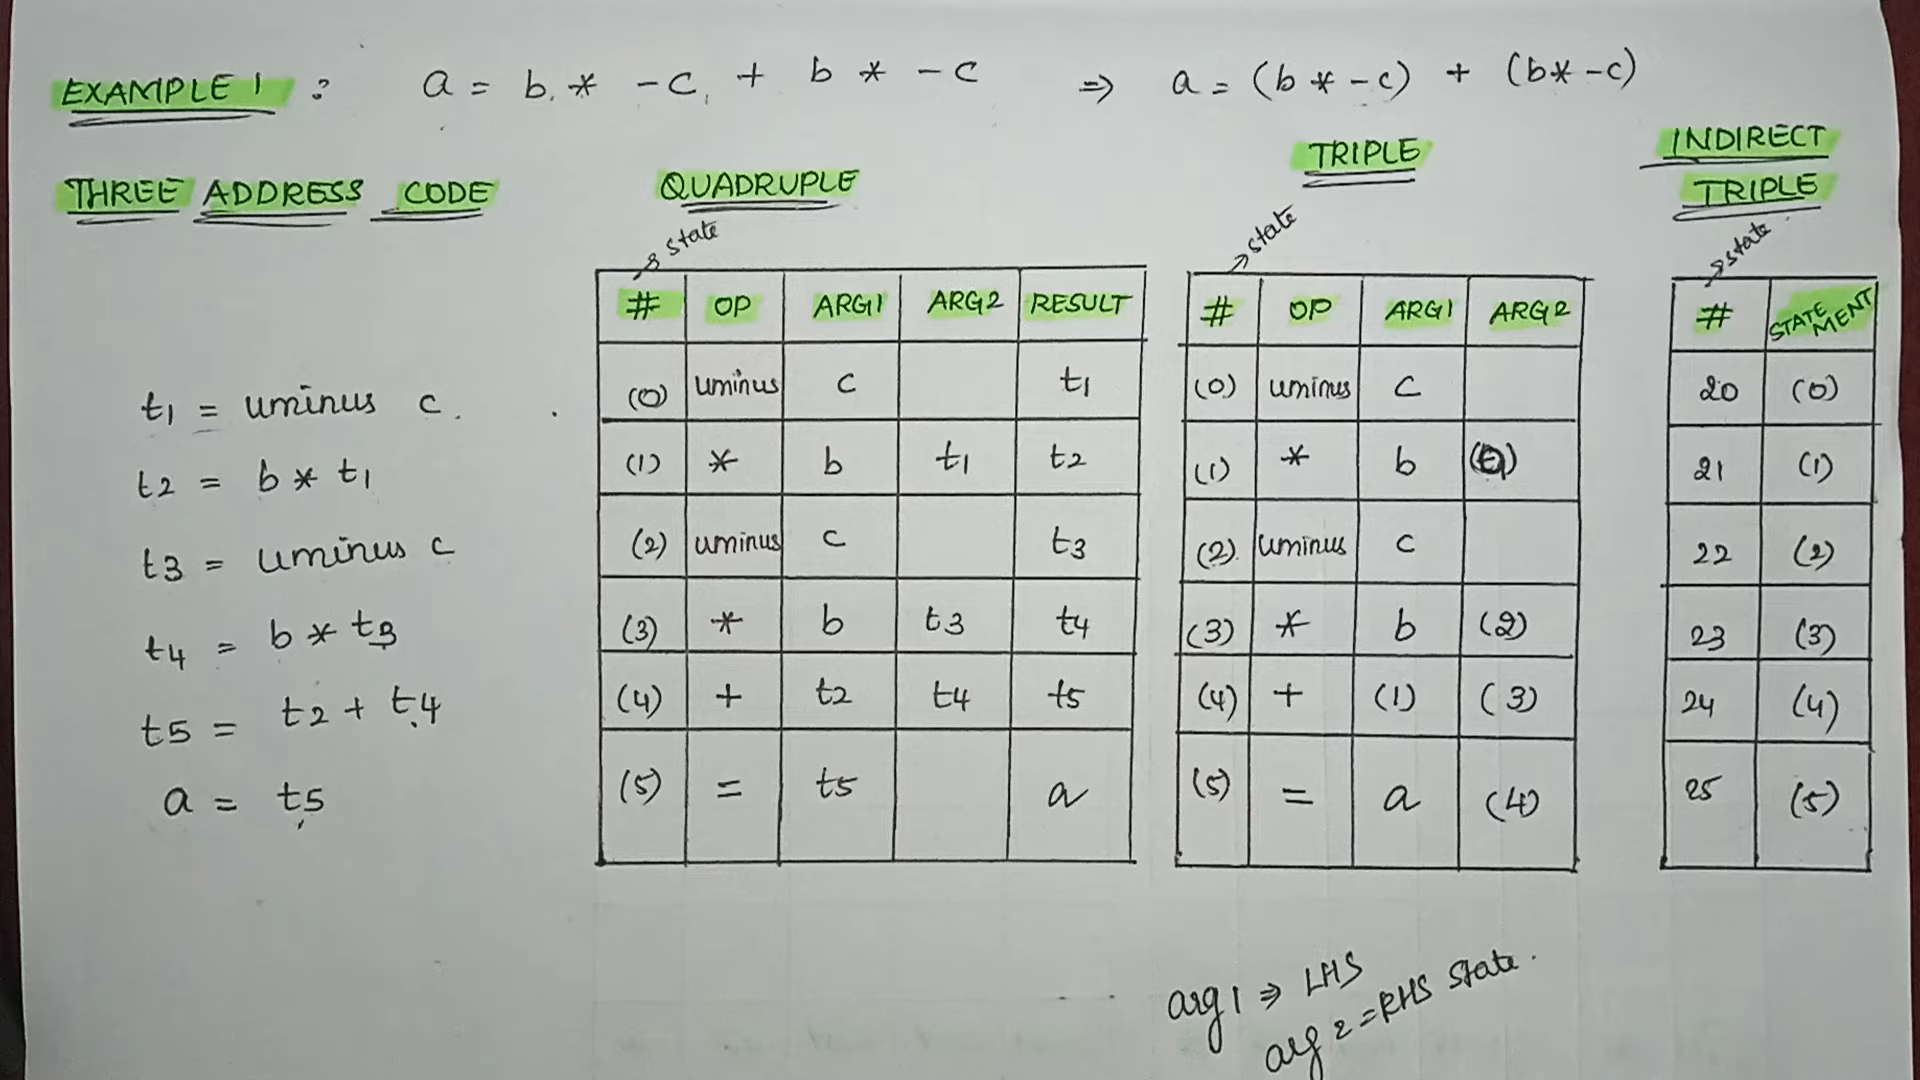 EXAMPLE 1 : a = b * -c + b * -c ⇒ a = (b * -c) + (b* -c)
THREE ADDRESS CODE
t1 = uminus c
t2 = b * t1
t3 = uminus c
t4 = b * t3
t5 = t2 + t4
a = t5
QUADRUPLE
state
# OP ARG1 ARG2 RESULT
(0) uminus c t1
(1) * b t1 t2
(2) uminus c t3
(3) * b t3 t4
(4) + t2 t4 t5
(5) = t5 a
TRIPLE
state
# OP ARG1 ARG2
(0) uminus c
(1) * b
(2) uminus c
(3) * b (2)
(4) + (1) (3)
(5) = a (4)
INDIRECT
TRIPLE
state
# STATEMENT
20 (0)
21 (1)
22 (2)
23 (3)
24 (4)
25 (5)
arg1 ⇒ LHS
arg2 = RHS state.